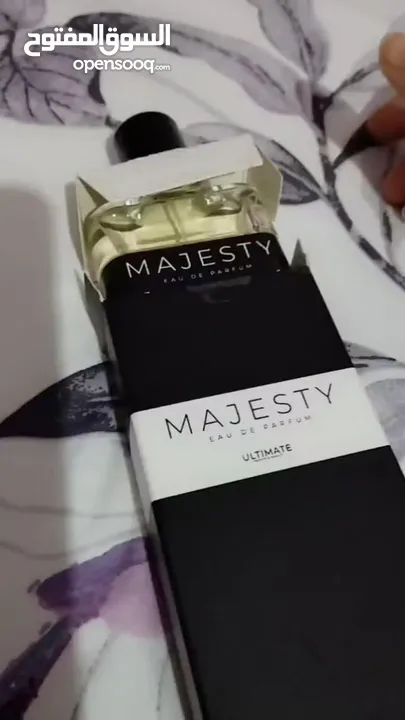 السوق المفتوح
opensooq.com
MAJESTY
EAU DE PARFUM
MAJESTY
EAU DE PARFUM
ULTIMATE